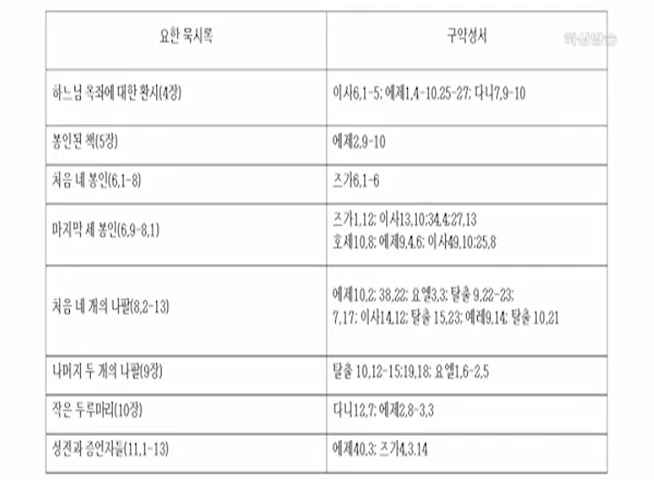 요한 묵시록 구약성서
하상방송
하느님 옥좌에 대한 환시(4장) 이사6,1-5; 에제1,4-10.25-27; 다니7,9-10
봉인된 책(5장) 에제2,9-10
처음 네 봉인(6,1-8) 즈가6,1-6
마지막 세 봉인(6,9-8,1) 즈가1,12; 이사13,10;34,4;27,13
호세10,8; 에제9,4.6; 이사49,10;25,8
처음 네 개의 나팔(8,2-13) 에제10,2; 38,22; 요엘3,3; 탈출 9,22-23;
7,17; 이사14,12; 탈출 15,23; 예레9,14; 탈출 10,21
나머지 두 개의 나팔(9장) 탈출 10,12-15;19,18; 요엘1,6-2,5
작은 두루마리(10장) 다니12,7; 에제2,8-3,3
성전과 증언자들(11,1-13) 에제40,3; 즈가4,3.14